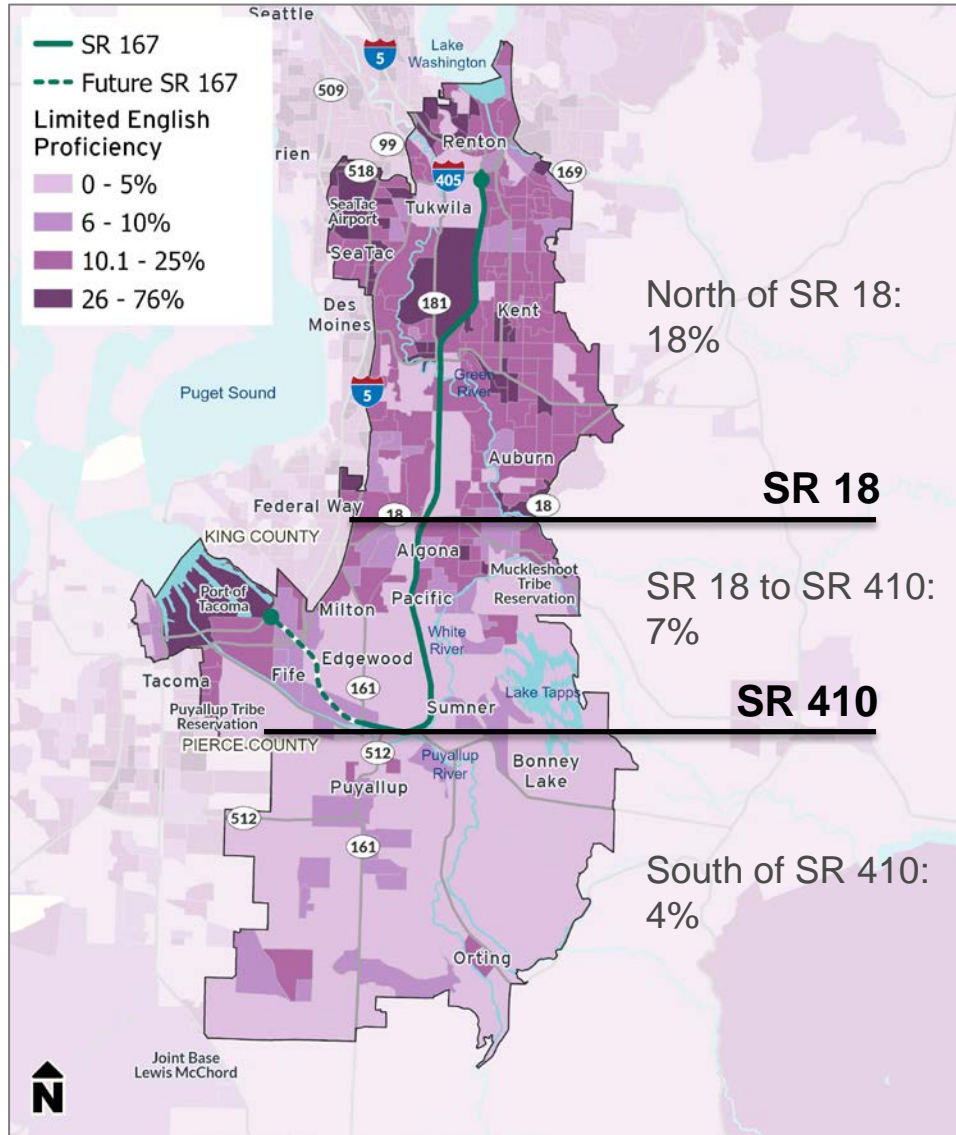 Seattle
SR 167
Future SR 167
Limited English
Proficiency
0 - 5%
6 - 10%
10.1 - 25%
26 - 76%
5
Lake
Washington
509
99
Renton
rien
518
405
169
SeaTac
Airport
Tukwila
SeaTac
Des
Moines
181
Kent
North of SR 18:
18%
Puget Sound
5
Green
River
Auburn
Federal Way
18
18
SR 18
KING COUNTY
Algona
Muckleshoot
Tribe
Reservation
SR 18 to SR 410:
7%
Port of
Tacoma
Milton
Pacific
White
River
Edgewood
Fife
Tacoma
161
Sumner
Lake Tapps
SR 410
Puyallup Tribe
Reservation
PIERCE COUNTY
512
Puyallup
River
Bonney
Lake
Puyallup
512
161
South of SR 410:
4%
Orting
Joint Base
Lewis McChord
N